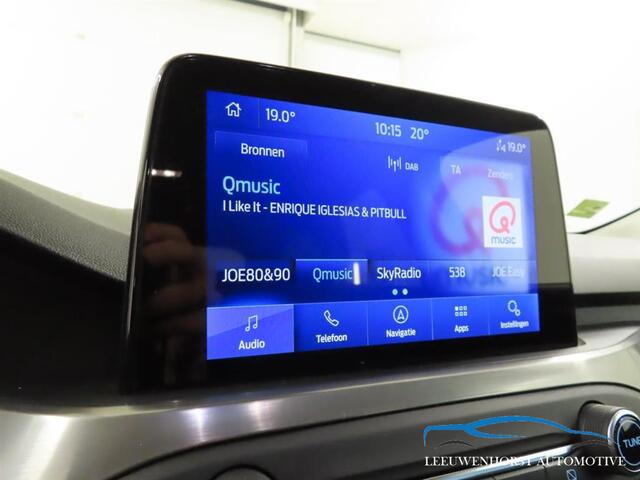 19.0° 10:15 20° 19.0°
Bronnen DAB TA Zenders
Qmusic
I Like It - ENRIQUE IGLESIAS & PITBULL
Q music
JOE80&90 Qmusic SkyRadio 538 JOE Easy
Audio Telefoon Navigatie Apps Instellingen
TUNE
LEEUWENHORST AUTOMOTIVE